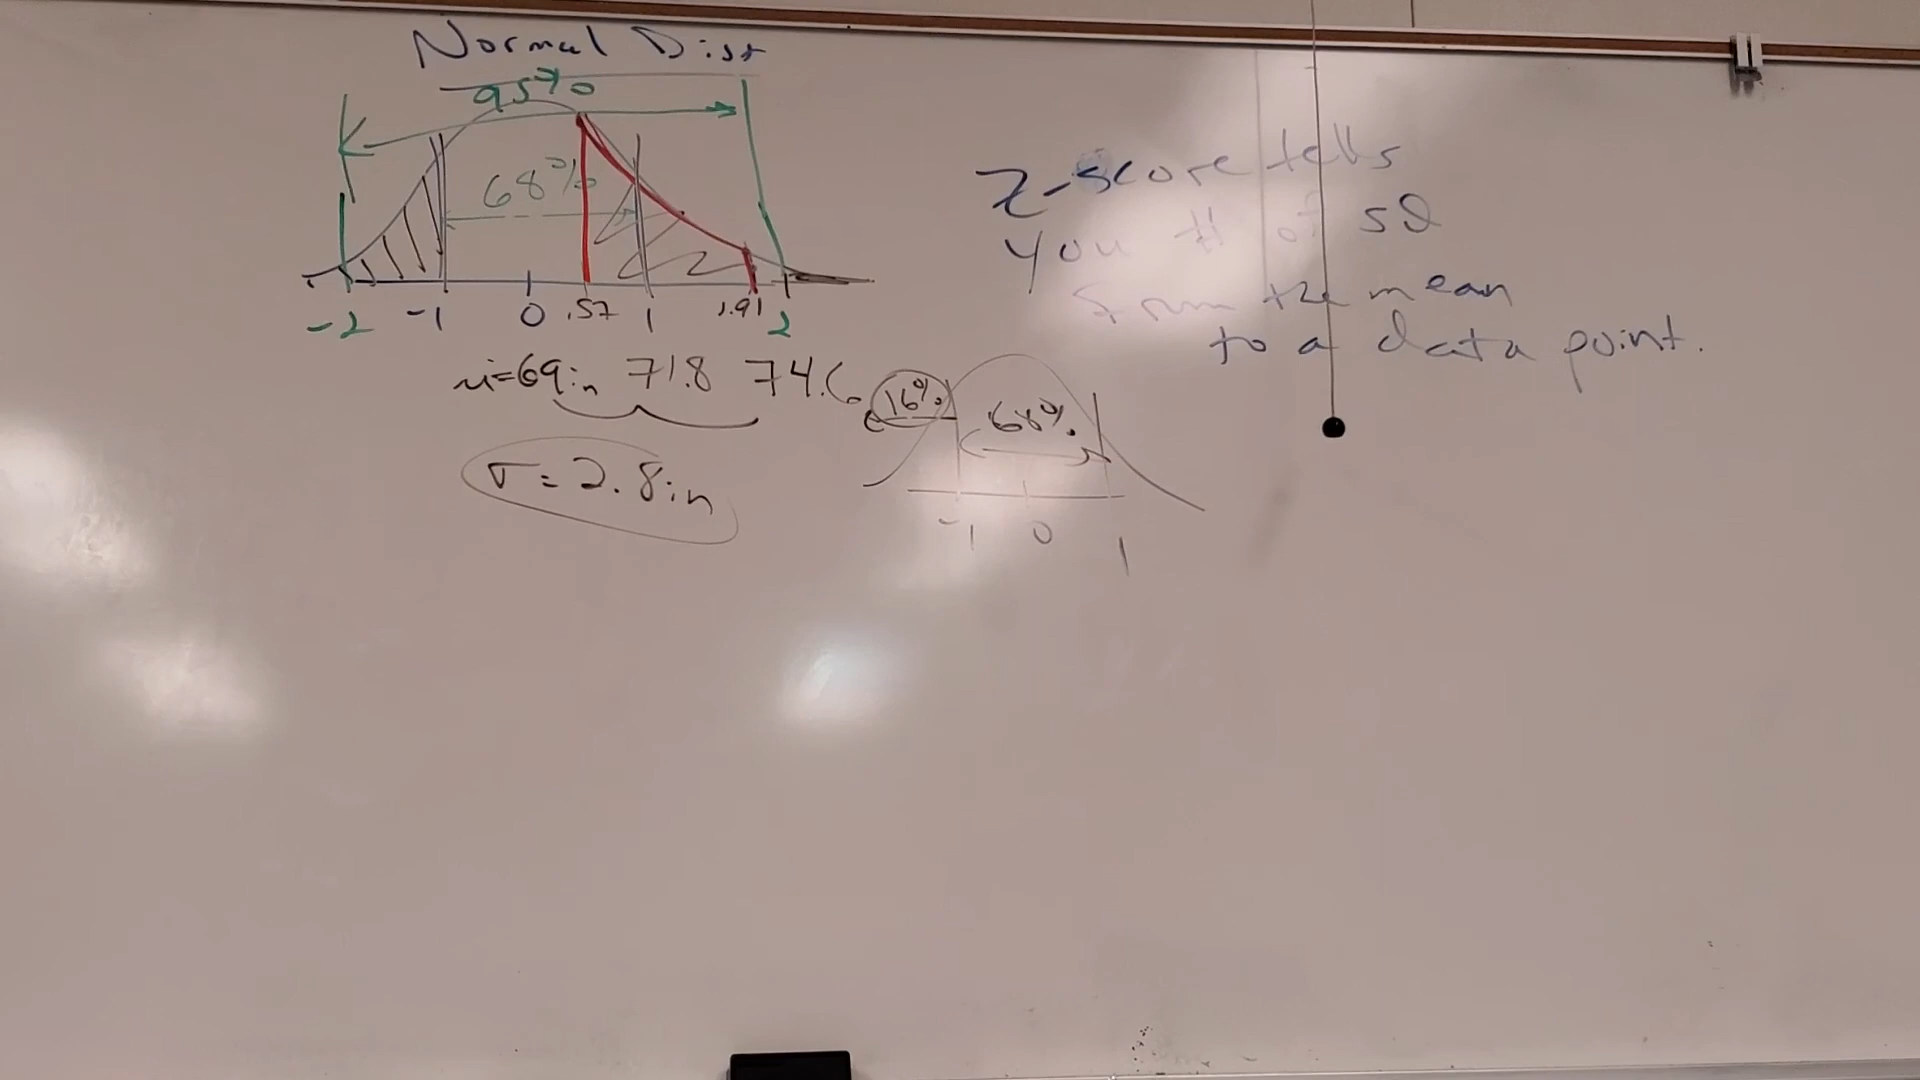 Normal Dist
95%
68%
-2 -1 0 .57 1 1.91 2
μ=69in 71.8 74.6
σ=2.8in
16% 68%
-1 0 1
Z-score tells
you # of SD
from the mean
to a data point.